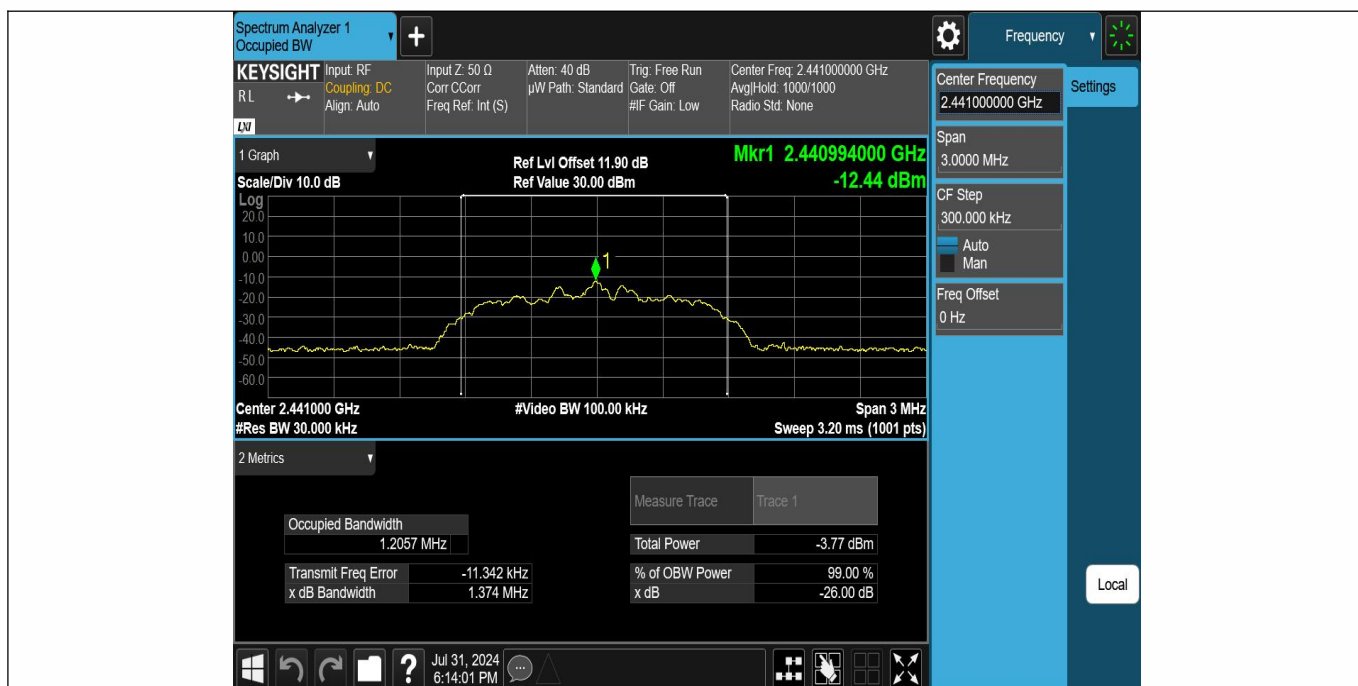 Spectrum Analyzer 1
Occupied BW
+
Frequency
KEYSIGHT
R L
LXI
Input: RF
Coupling: DC
Align: Auto
Input Z: 50 Ω
Corr CCorr
Freq Ref: Int (S)
Atten: 40 dB
µW Path: Standard
Trig: Free Run
Gate: Off
#IF Gain: Low
Center Freq: 2.441000000 GHz
Avg|Hold: 1000/1000
Radio Std: None
1 Graph
Scale/Div 10.0 dB
Ref Lvl Offset 11.90 dB
Ref Value 30.00 dBm
Mkr1 2.440994000 GHz
-12.44 dBm
Log
20.0
10.0
0.00
-10.0
-20.0
-30.0
-40.0
-50.0
-60.0
1
Center 2.441000 GHz
#Video BW 100.00 kHz
Span 3 MHz
#Res BW 30.000 kHz
Sweep 3.20 ms (1001 pts)
2 Metrics
Measure Trace
Trace 1
Occupied Bandwidth
1.2057 MHz
Total Power
-3.77 dBm
Transmit Freq Error
-11.342 kHz
% of OBW Power
99.00 %
x dB Bandwidth
1.374 MHz
x dB
-26.00 dB
?
Jul 31, 2024
6:14:01 PM
Center Frequency
2.441000000 GHz
Span
3.0000 MHz
CF Step
300.000 kHz
Auto
Man
Freq Offset
0 Hz
Settings
Local